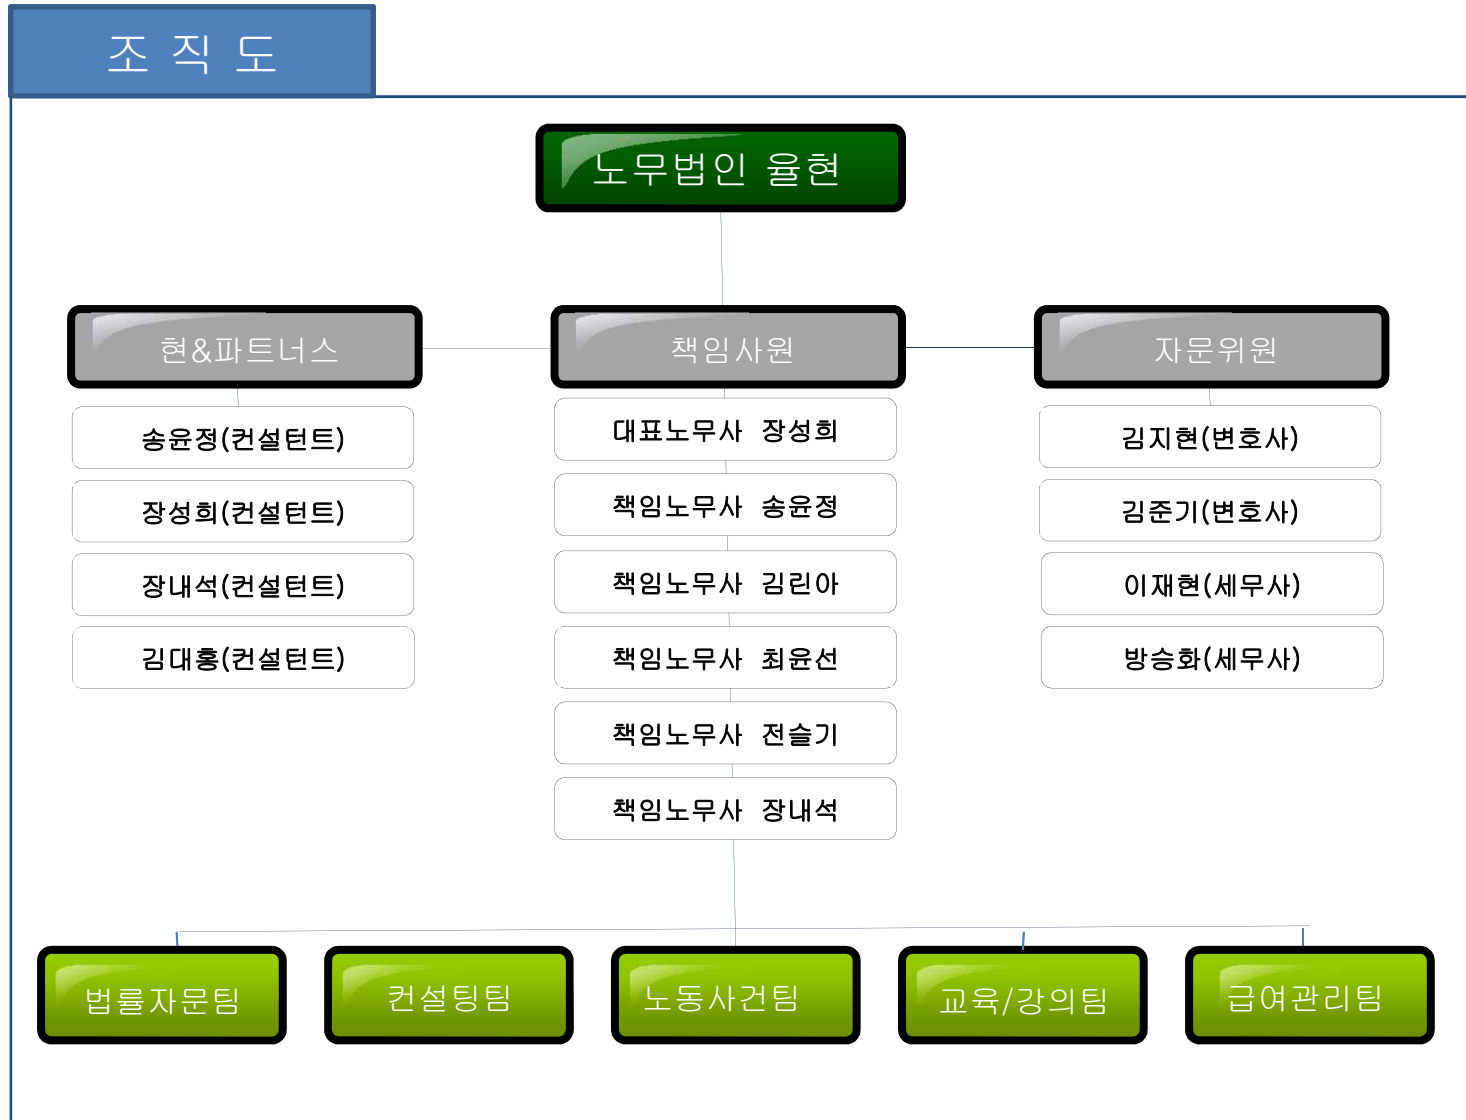 조 직 도
노무법인 율현
현&파트너스
송윤정(컨설턴트)
장성희(컨설턴트)
장내석(컨설턴트)
김대홍(컨설턴트)
책임사원
대표노무사 장성희
책임노무사 송윤정
책임노무사 김린아
책임노무사 최윤선
책임노무사 전슬기
책임노무사 장내석
자문위원
김지현(변호사)
김준기(변호사)
이재현(세무사)
방승화(세무사)
법률자문팀
컨설팅팀
노동사건팀
교육/강의팀
급여관리팀